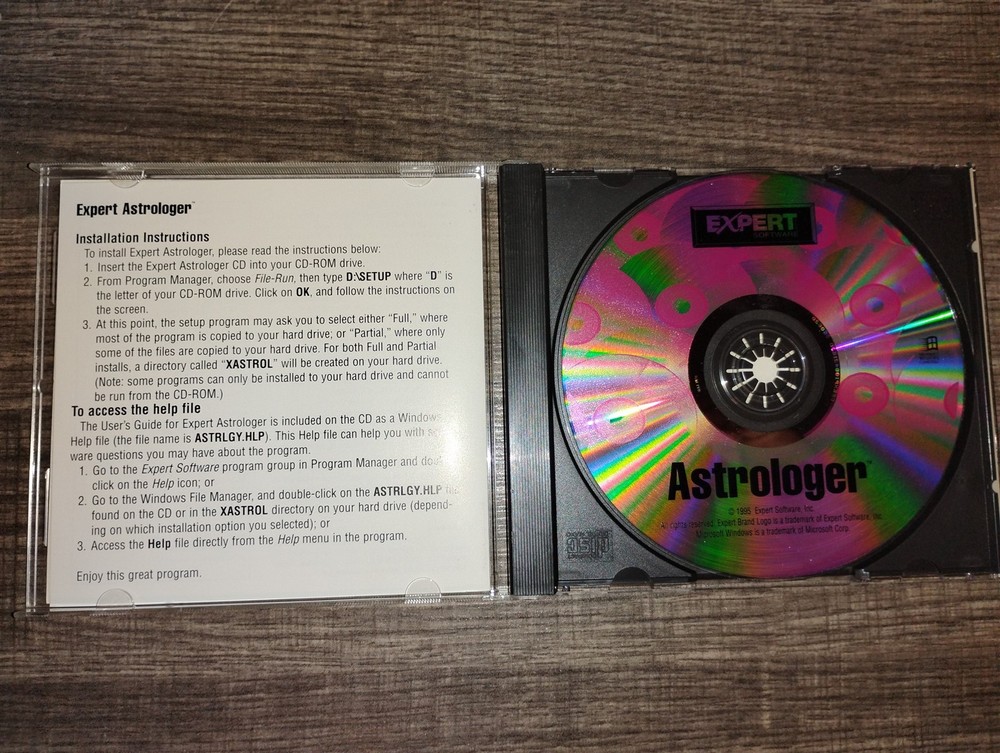 Expert Astrologer™
Installation Instructions
To install Expert Astrologer, please read the instructions below:
1. Insert the Expert Astrologer CD into your CD-ROM drive.
2. From Program Manager, choose File-Run, then type D:\SETUP where "D" is
the letter of your CD-ROM drive. Click on OK, and follow the instructions on
the screen.
3. At this point, the setup program may ask you to select either "Full," where
most of the program is copied to your hard drive; or "Partial," where only
some of the files are copied to your hard drive. For both Full and Partial
installs, a directory called "XASTROL" will be created on your hard drive.
(Note: some programs can only be installed to your hard drive and cannot
be run from the CD-ROM.)
To access the help file
The User's Guide for Expert Astrologer is included on the CD as a Window
Help file (the file name is ASTRLGY.HLP). This Help file can help you with
ware questions you may have about the program.
1. Go to the Expert Software program group in Program Manager and
click on the Help icon; or
2. Go to the Windows File Manager, and double-click on the ASTRLGY.HLP
found on the CD or in the XASTROL directory on your hard drive (depend-
ing on which installation option you selected); or
3. Access the Help file directly from the Help menu in the program.
Enjoy this great program.
EXPERT
SOFTWARE
Astrologer™
© 1995 Expert Software, Inc.
All rights reserved. Expert Brand Logo is a trademark of Expert Software, Inc.
Microsoft Windows is a trademark of Microsoft Corp.